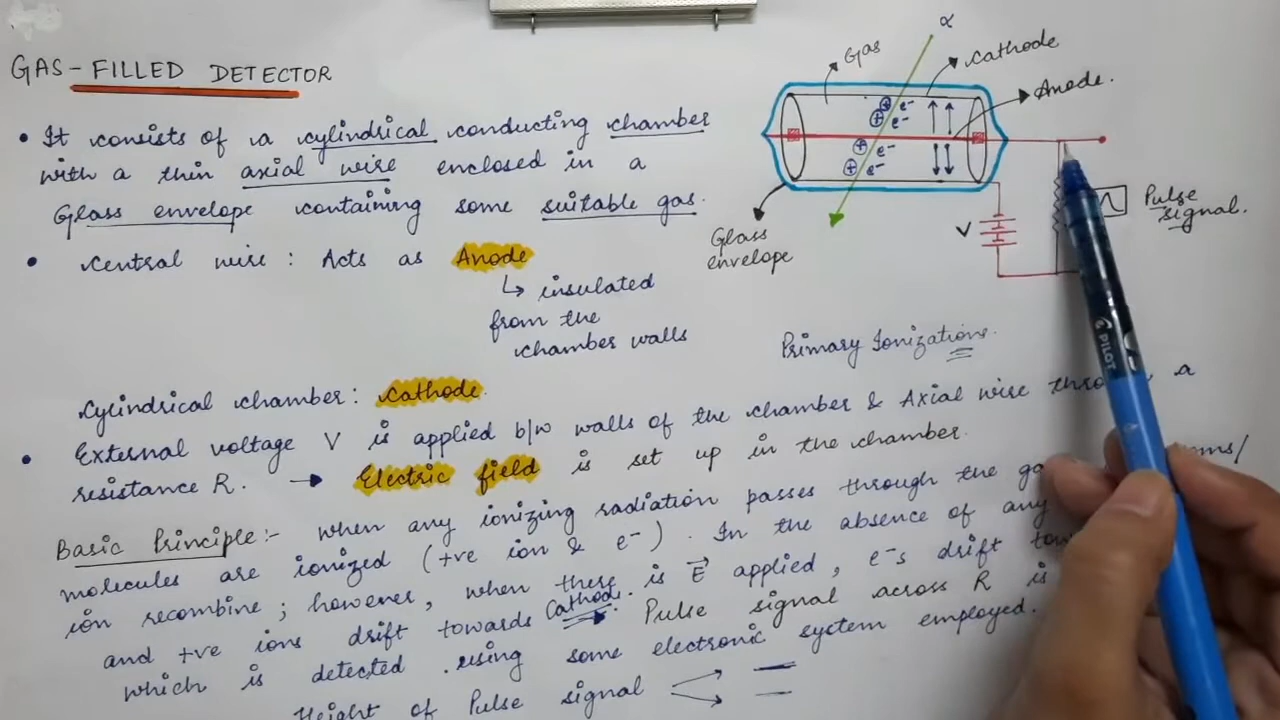 GAS-FILLED DETECTOR
• It consists of a cylindrical conducting chamber
with a thin axial wire enclosed in a
Glass envelope containing some suitable gas.
• Central wire : Acts as Anode
↳ insulated
from the
chamber walls
Cylindrical chamber : Cathode.
• External voltage V is applied b/w walls of the chamber & Axial wire a
resistance R. → Electric field is set up in the chamber.
Basic Principle :- When any ionizing radiation passes through the
molecules are ionized (+ve ion & e-). In the absence of any
ion recombine ; however, when there is E⃗ applied, e-s drift
and +ve ions drift towards Cathode. Pulse signal across R is
which is detected using some electronic system employed.
Height of Pulse signal
α
Gas
Cathode
Anode.
+ e-
+ e-
+ e-
+ e-
Glass
envelope
V
Pulse
signal.
Primary Ionizations.
PILOT